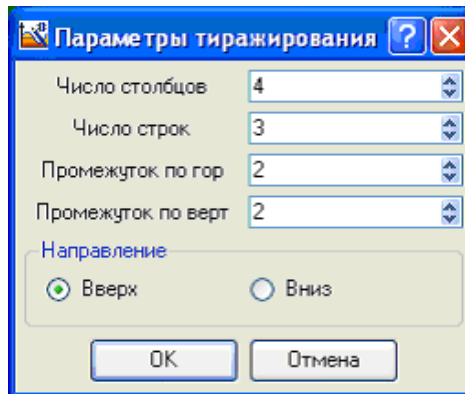 Параметры тиражирования ?
Число столбцов 4
Число строк 3
Промежуток по гор 2
Промежуток по верт 2
Направление
Вверх Вниз
OK Отмена